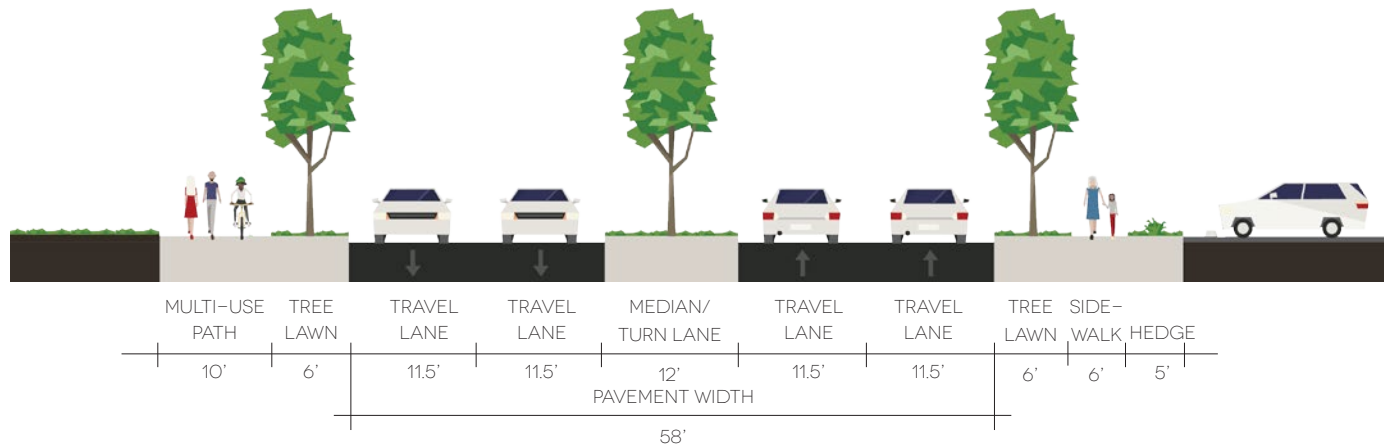 MULTI-USE
PATH
TREE
LAWN
TRAVEL
LANE
TRAVEL
LANE
MEDIAN/
TURN LANE
TRAVEL
LANE
TRAVEL
LANE
TREE
LAWN
SIDE-
WALK
HEDGE
10'
6'
11.5'
11.5'
12'
11.5'
11.5'
6'
6'
5'
PAVEMENT WIDTH
58'